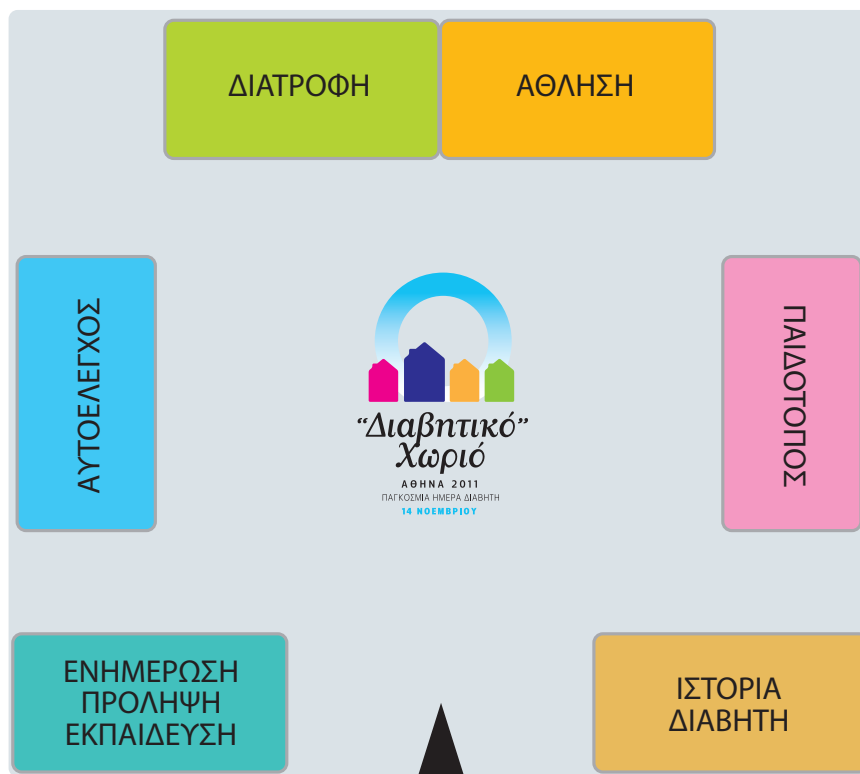 ΔΙΑΤΡΟΦΗ
ΑΘΛΗΣΗ
ΑΥΤΟΕΛΕΓΧΟΣ
"Διαβητικό"
Χωριό
ΑΘΗΝΑ 2011
ΠΑΓΚΟΣΜΙΑ ΗΜΕΡΑ ΔΙΑΒΗΤΗ
14 ΝΟΕΜΒΡΙΟΥ
ΠΑΙΔΟΤΟΠΟΣ
ΕΝΗΜΕΡΩΣΗ
ΠΡΟΛΗΨΗ
ΕΚΠΑΙΔΕΥΣΗ
ΙΣΤΟΡΙΑ
ΔΙΑΒΗΤΗ